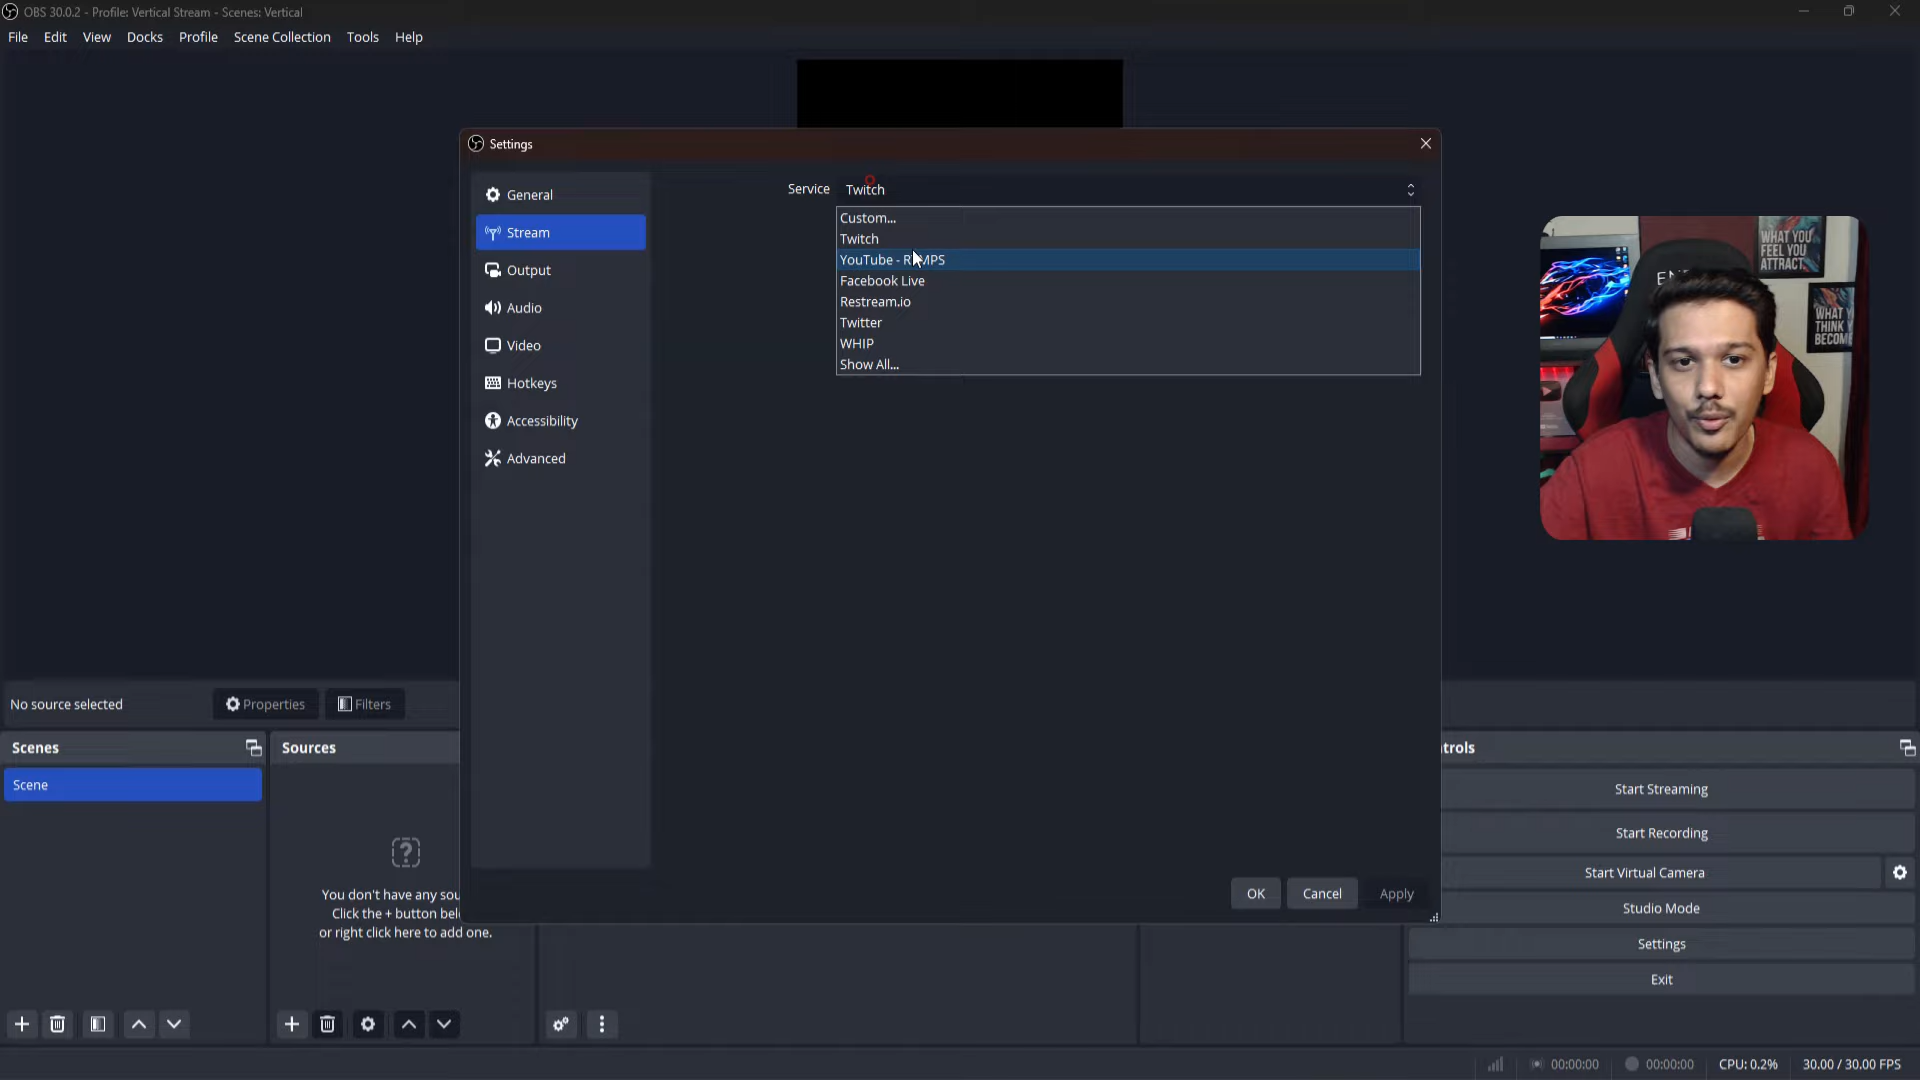 OBS 30.0.2 - Profile: Vertical Stream - Scenes: Vertical
File Edit View Docks Profile Scene Collection Tools Help
Settings
General
Stream
Output
Audio
Video
Hotkeys
Accessibility
Advanced
Service Twitch
Custom...
Twitch
YouTube - RTMPS
Facebook Live
Restream.io
Twitter
WHIP
Show All...
OK Cancel Apply
WHAT YOU
FEEL YOU
ATTRACT.
WHAT
THINK
BECOM
No source selected Properties Filters
Scenes
Scene
Sources
You don't have any sou
Click the + button bel
or right click here to add one.
trols
Start Streaming
Start Recording
Start Virtual Camera
Studio Mode
Settings
Exit
00:00:00 00:00:00 CPU: 0.2% 30.00 / 30.00 FPS